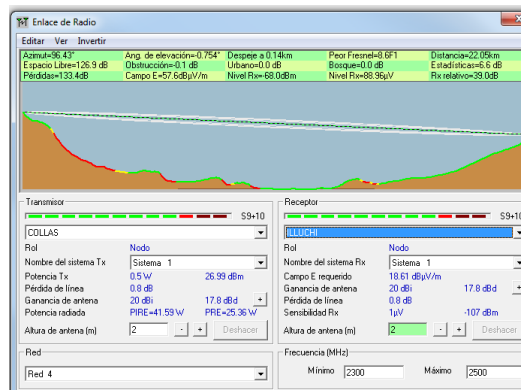 Enlace de Radio
Editar Ver Invertir
Azimut=96.43° Ang. de elevación=-0.754° Despeje a 0.14km Peor Fresnel=8.6F1 Distancia=22.05km
Espacio Libre=126.9 dB Obstrucción=-0.1 dB Urbano=0.0 dB Bosque=0.0 dB Estadísticas=6.6 dB
Pérdidas=133.4dB Campo E=57.6dBµV/m Nivel Rx=-68.0dBm Nivel Rx=88.96µV Rx relativo=39.0dB
Transmisor Receptor
S9+10 S9+10
COLLAS ILLUCHI
Rol Nodo Rol Nodo
Nombre del sistema Tx Sistema 1 Nombre del sistema Rx Sistema 1
Potencia Tx 0.5 W 26.99 dBm Campo E requerido 18.61 dBµV/m
Pérdida de línea 0.8 dB Ganancia de antena 20 dBi 17.8 dBd +
Ganancia de antena 20 dBi 17.8 dBd + Pérdida de línea 0.8 dB
Potencia radiada PIRE=41.59 W PRE=25.36 W Sensibilidad Rx 1µV -107 dBm
Altura de antena (m) 2 - + Deshacer Altura de antena (m) 2 - + Deshacer
Red Frecuencia (MHz)
Red 4 Mínimo 2300 Máximo 2500